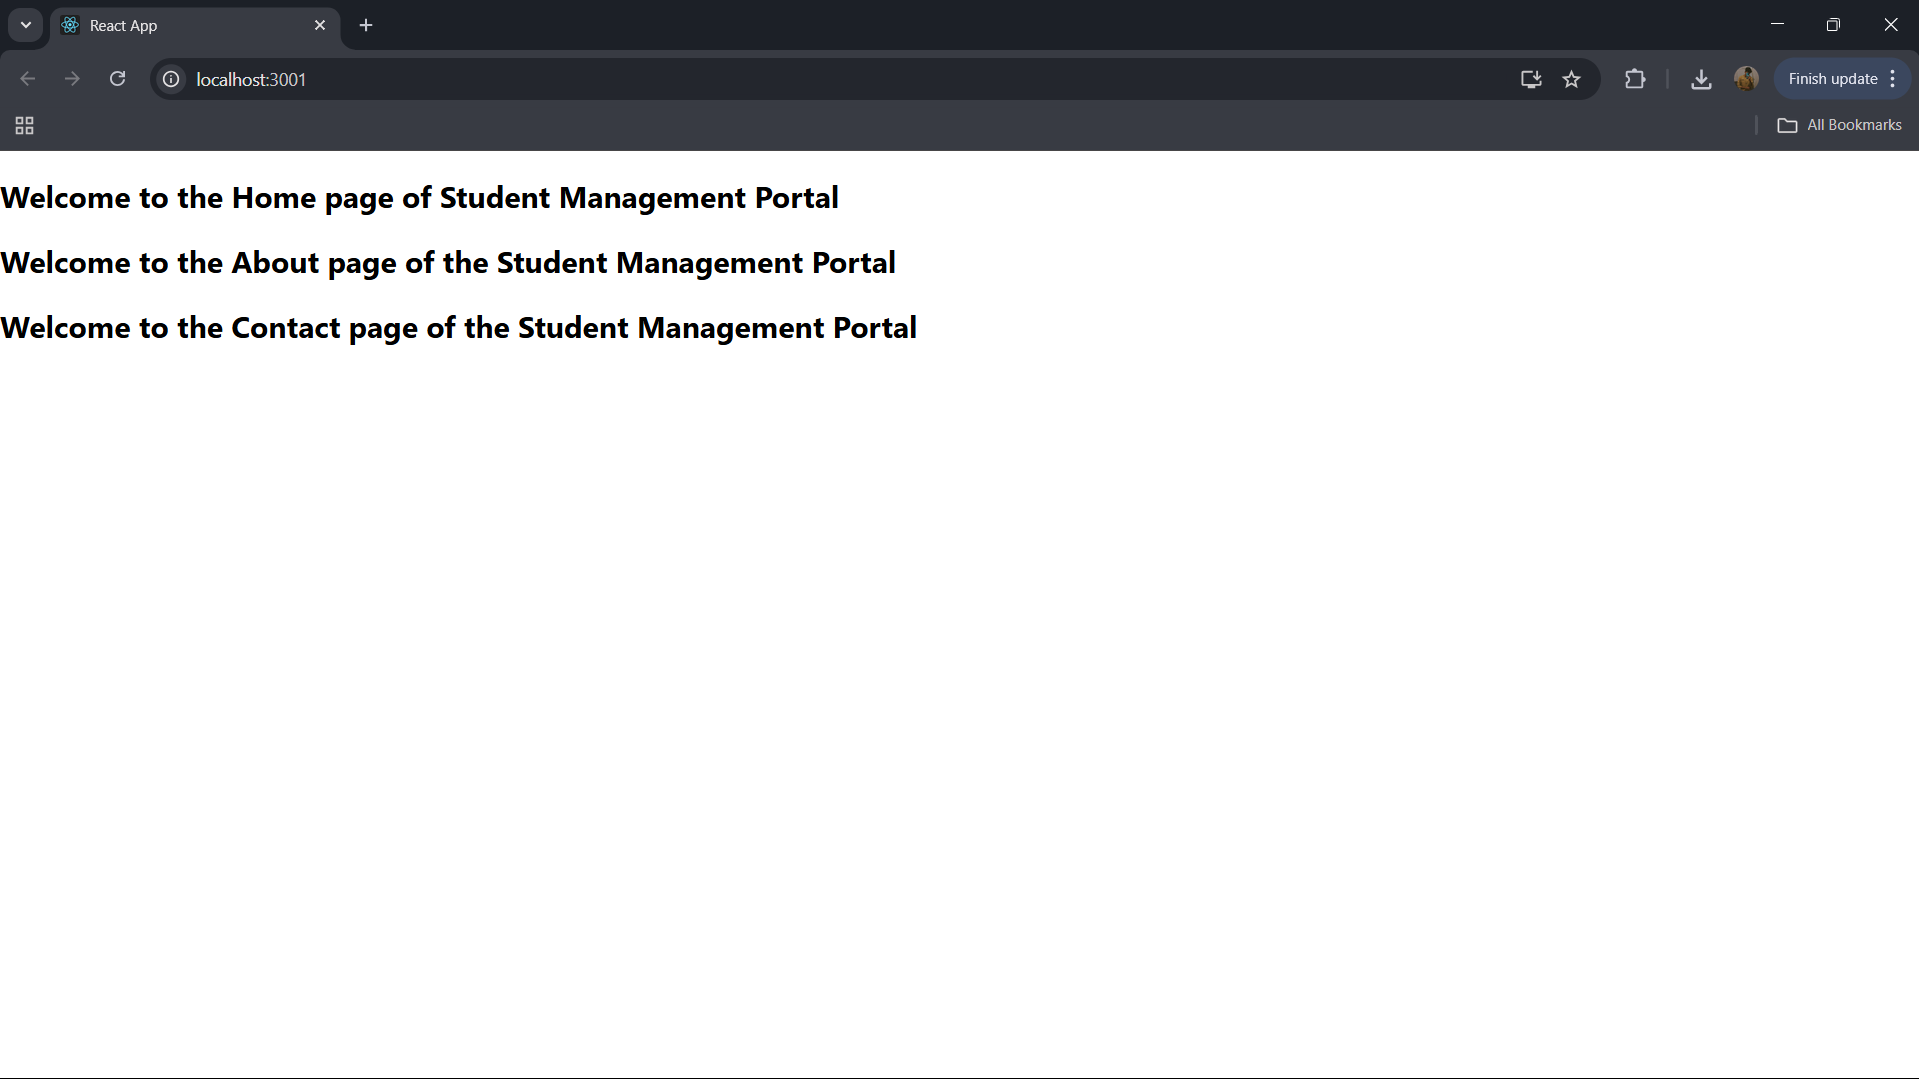 React App
localhost:3001
Finish update
All Bookmarks
Welcome to the Home page of Student Management Portal
Welcome to the About page of the Student Management Portal
Welcome to the Contact page of the Student Management Portal